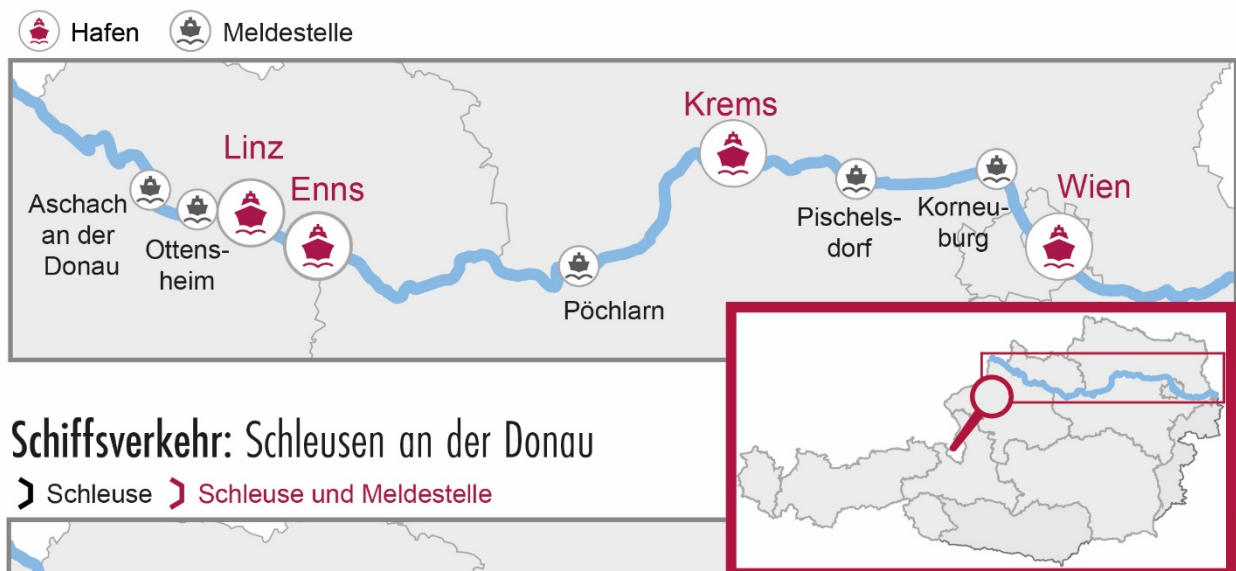 Hafen
Meldestelle
Krems
Linz
Enns
Wien
Aschach
an der
Donau
Ottens-
heim
Pischels-
dorf
Korneu-
burg
Pöchlarn
Schiffsverkehr: Schleusen an der Donau
Schleuse
Schleuse und Meldestelle